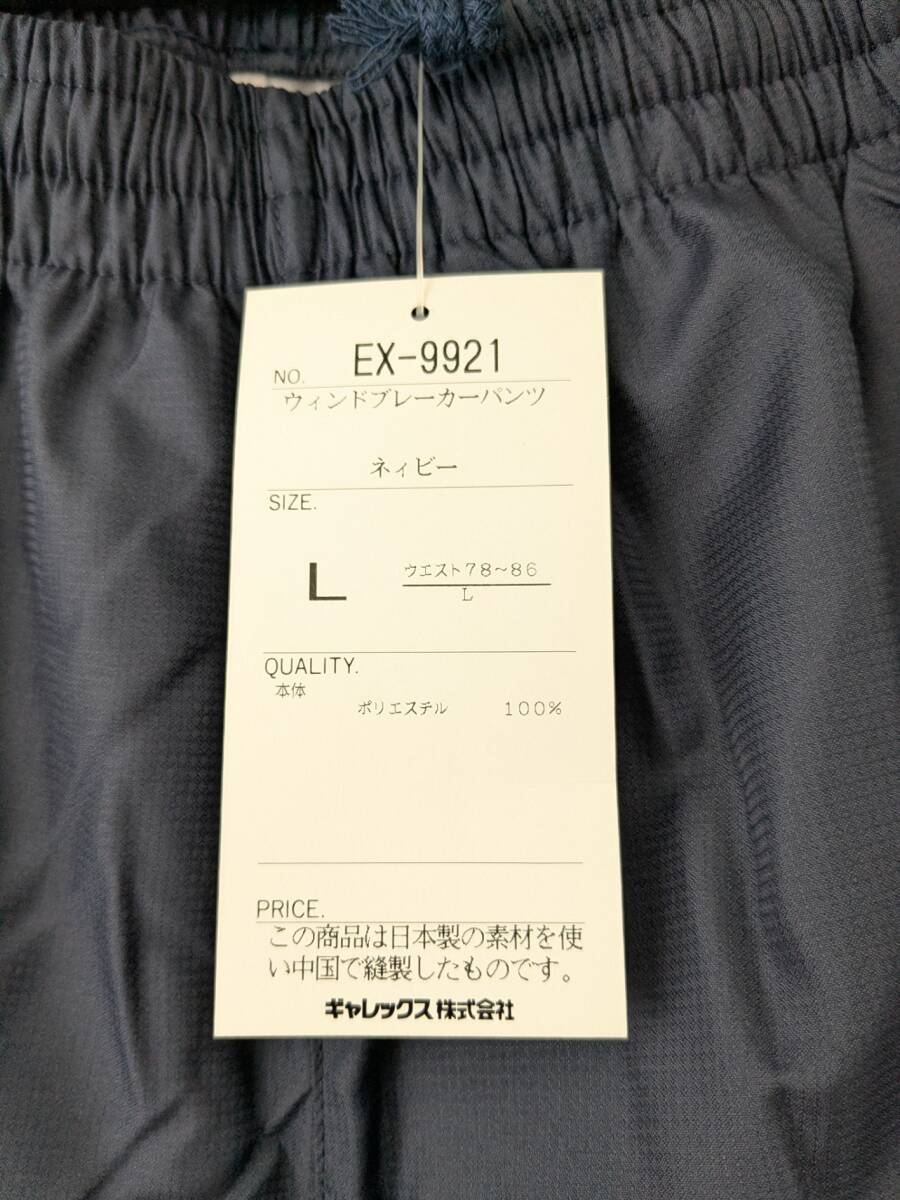 NO. EX-9921
ウィンドブレーカーパンツ
ネィビー
SIZE.
L ウエスト78~86
L
QUALITY.
本体
ポリエステル 100%
PRICE.
この商品は日本製の素材を使
い中国で縫製したものです。
ギャレックス株式会社